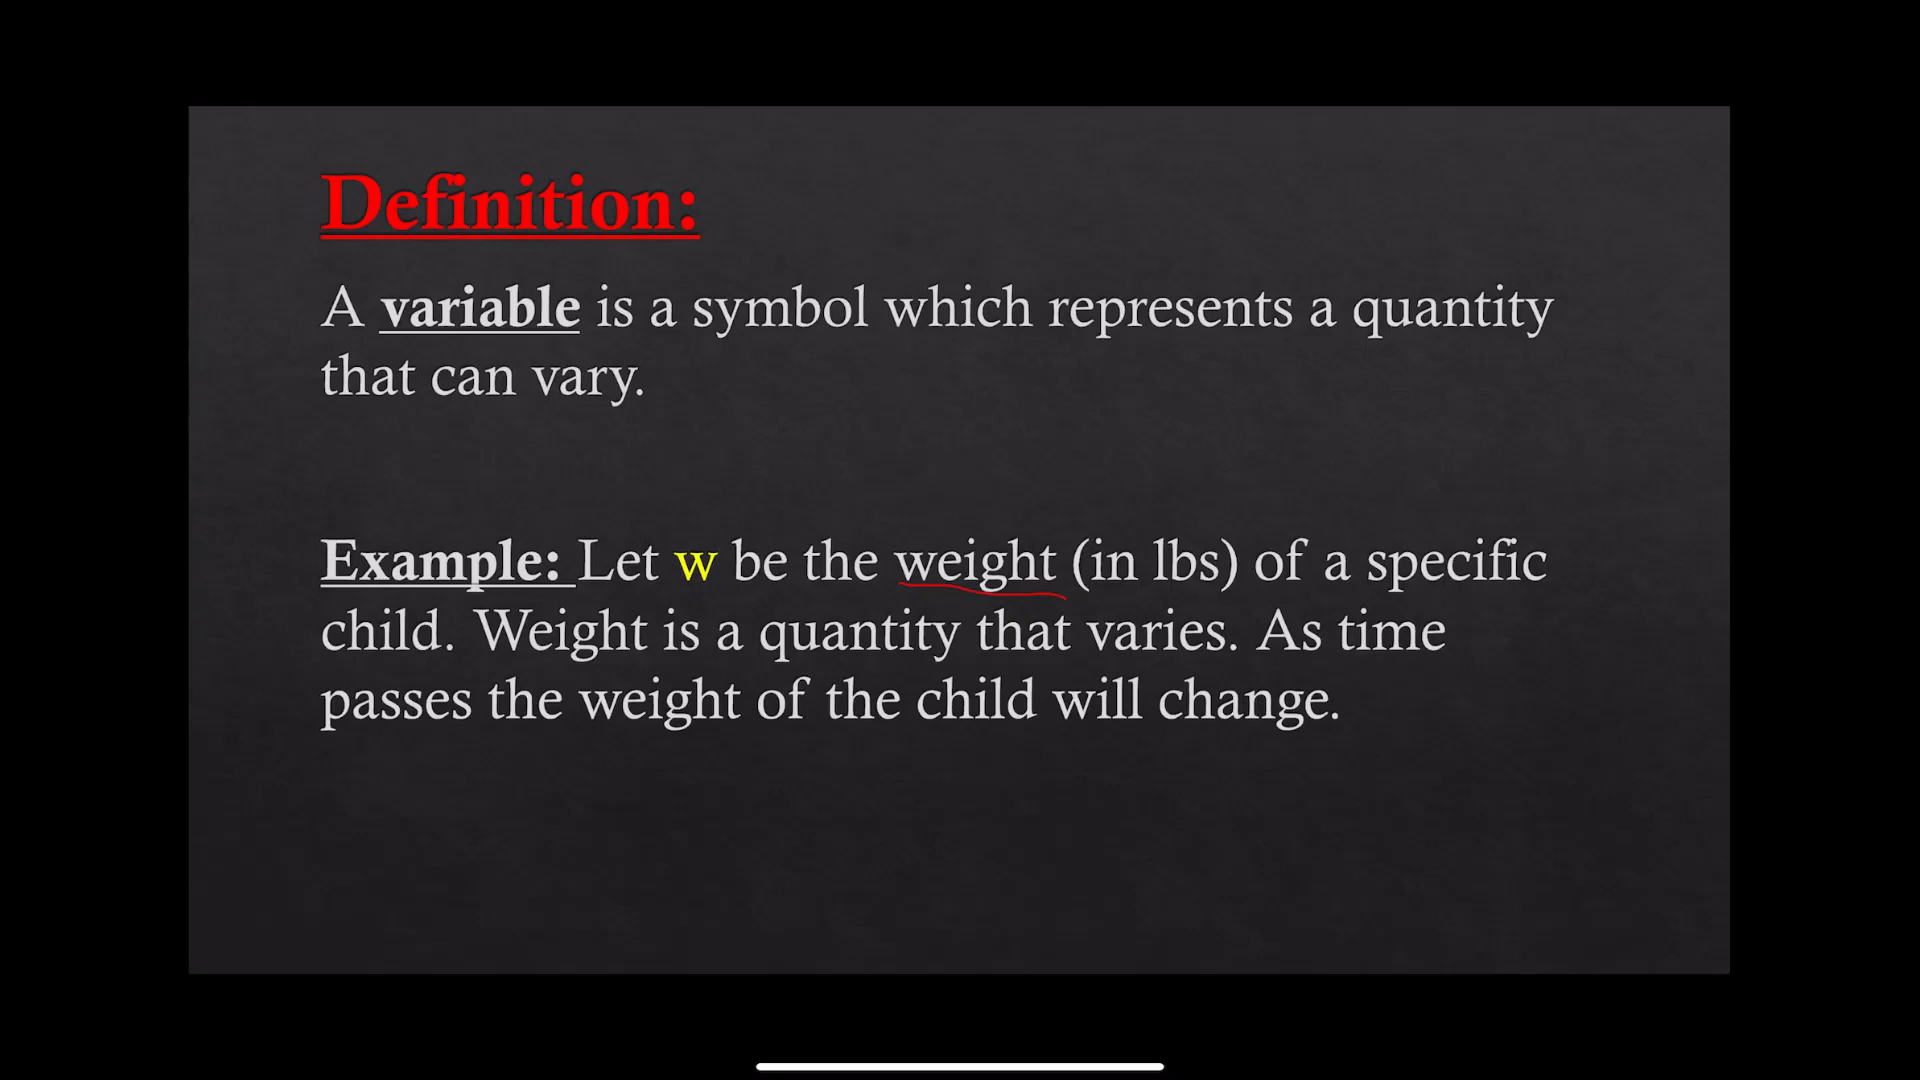 Definition:
A variable is a symbol which represents a quantity
that can vary.
Example: Let w be the weight (in lbs) of a specific
child. Weight is a quantity that varies. As time
passes the weight of the child will change.